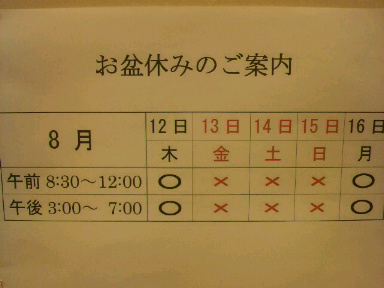 お盆休みのご案内
8 月 12日 13日 14日 15日 16日
木 金 土 日 月
午前 8:30～12:00 ○ × × × ○
午後 3:00～ 7:00 ○ × × × ○